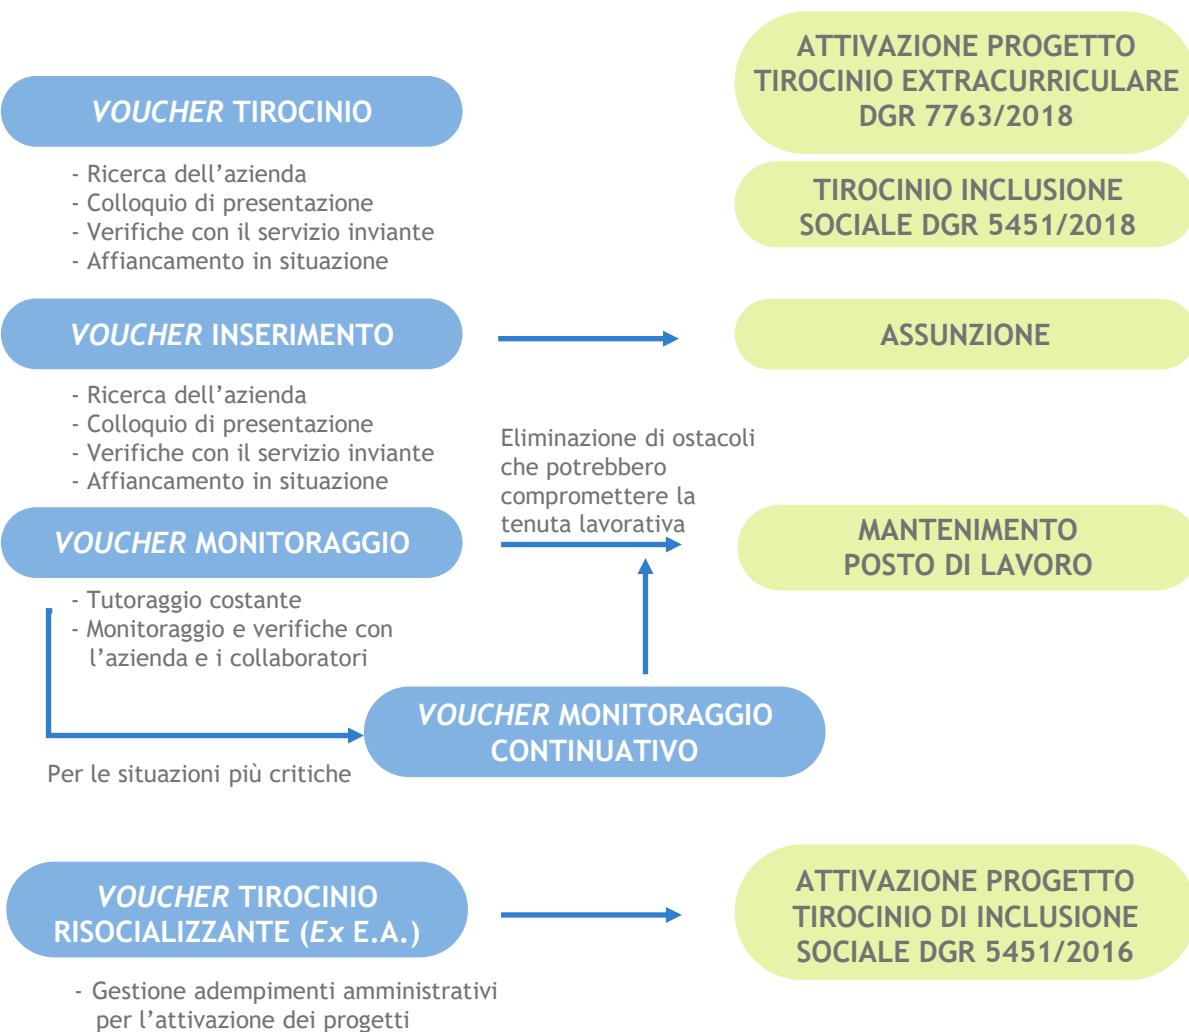 VOUCHER TIROCINIO
- Ricerca dell’azienda
- Colloquio di presentazione
- Verifiche con il servizio inviante
- Affiancamento in situazione
ATTIVAZIONE PROGETTO
TIROCINIO EXTRACURRICULARE
DGR 7763/2018
TIROCINIO INCLUSIONE
SOCIALE DGR 5451/2018
VOUCHER INSERIMENTO
ASSUNZIONE
- Ricerca dell’azienda
- Colloquio di presentazione
- Verifiche con il servizio inviante
- Affiancamento in situazione
VOUCHER MONITORAGGIO
Eliminazione di ostacoli
che potrebbero
compromettere la
tenuta lavorativa
MANTENIMENTO
POSTO DI LAVORO
- Tutoraggio costante
- Monitoraggio e verifiche con
l’azienda e i collaboratori
VOUCHER MONITORAGGIO
CONTINUATIVO
Per le situazioni più critiche
VOUCHER TIROCINIO
RISOCIALIZZANTE (Ex E.A.)
ATTIVAZIONE PROGETTO
TIROCINIO DI INCLUSIONE
SOCIALE DGR 5451/2016
- Gestione adempimenti amministrativi
per l’attivazione dei progetti